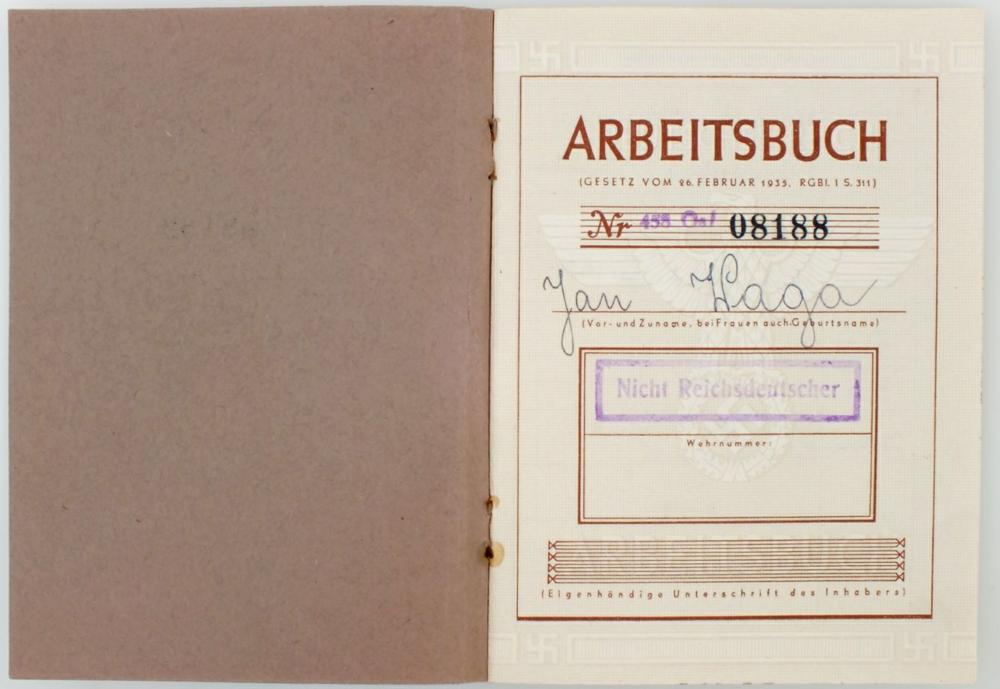 ARBEITSBUCH
(GESETZ VOM 26. FEBRUAR 1935. RGBl. I S. 311)
Nr 458 Ost 08188
Jan Haga
(Vor- und Zuname, bei Frauen auch Geburtsname)
Nicht Reichsdeutscher
Wehrnummer:
ARBEITSBUCH
(Eigenhändige Unterschrift des Inhabers)